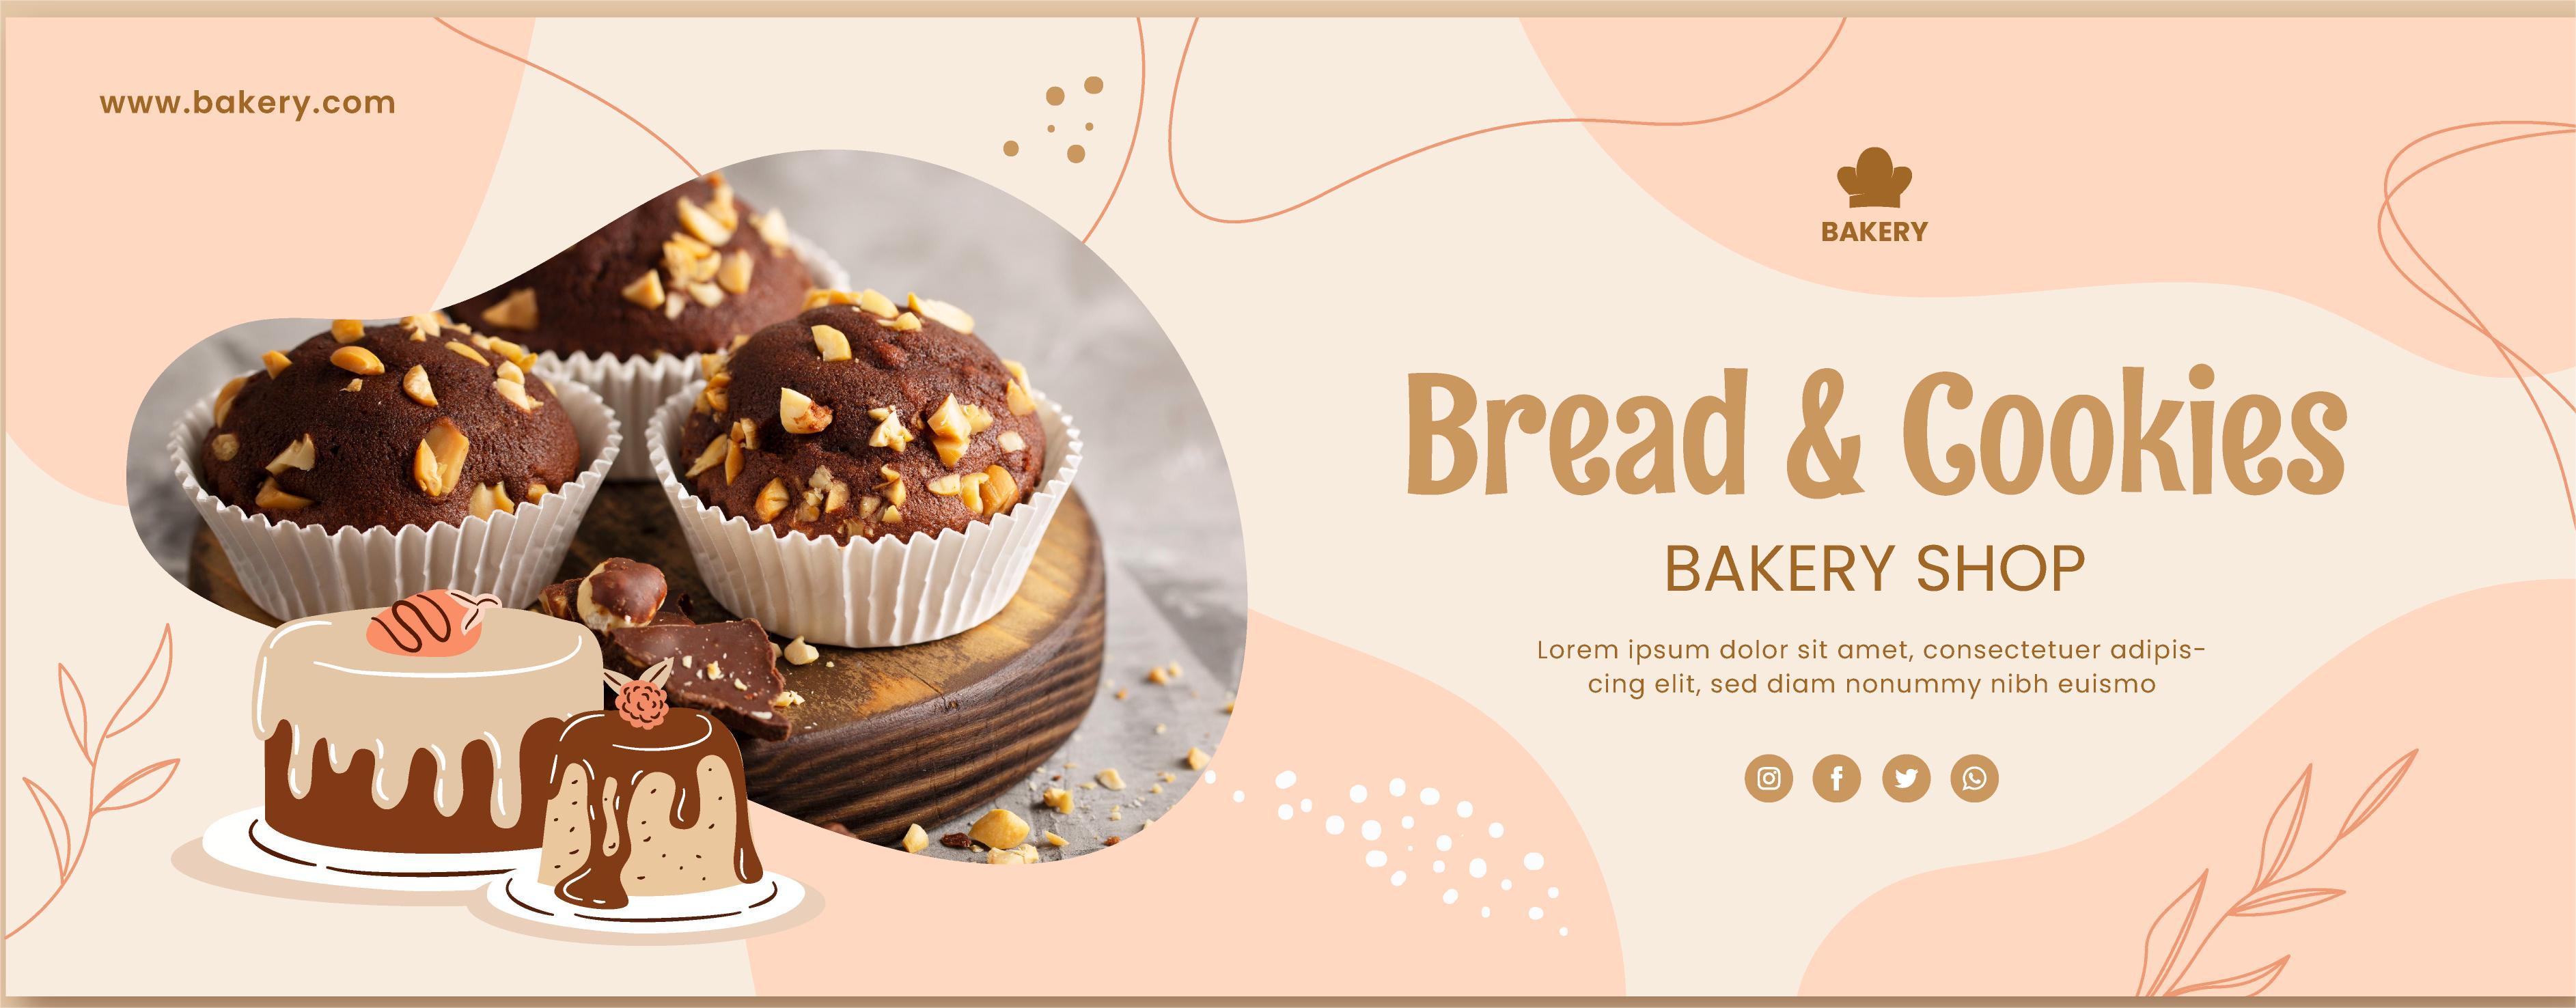 www.bakery.com
BAKERY
Bread & Cookies
BAKERY SHOP
Lorem ipsum dolor sit amet, consectetuer adipis-
cing elit, sed diam nonummy nibh euismo